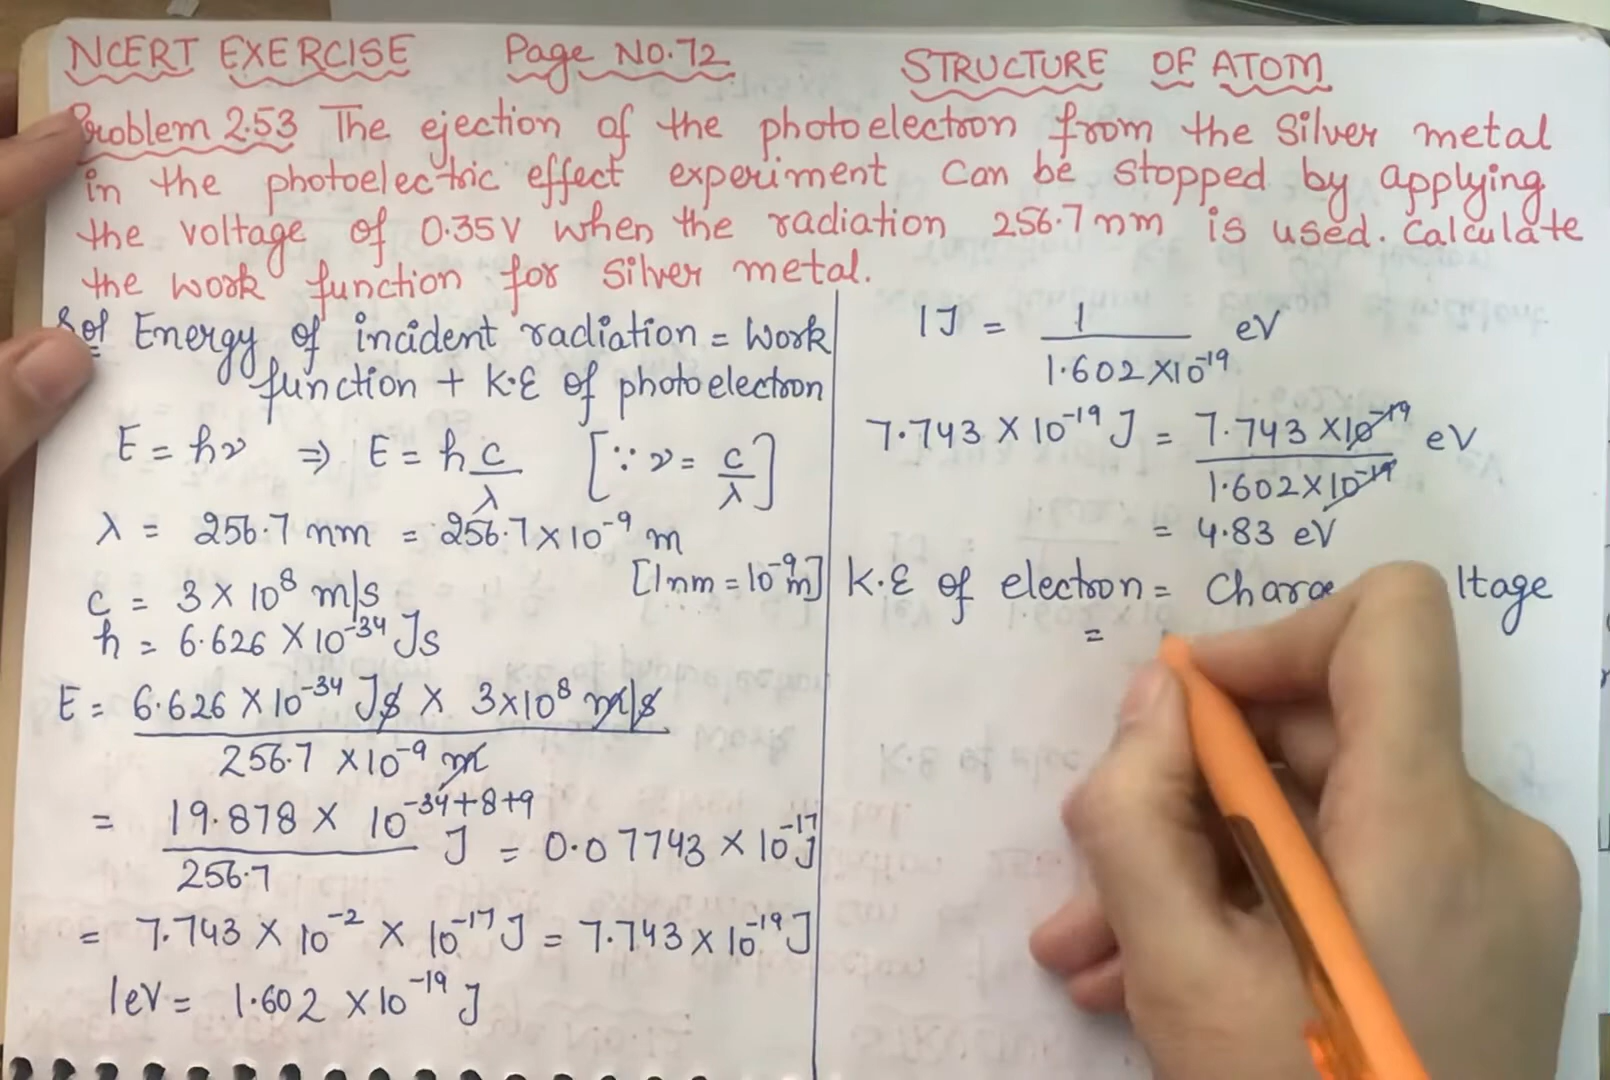 NCERT EXERCISE Page No.72 STRUCTURE OF ATOM
Problem 2.53 The ejection of the photoelectron from the Silver metal
in the photoelectric effect experiment can be stopped by applying
the voltage of 0.35V when the radiation 256.7nm is used. Calculate
the work function for silver metal.
Sol Energy of incident radiation = Work
function + K.E of photoelectron
E = hν ⇒ E = h c/λ [∵ ν = c/λ]
λ = 256.7 nm = 256.7 × 10⁻⁹ m
[1nm = 10⁻⁹m]
c = 3 × 10⁸ m/s
h = 6.626 × 10⁻³⁴ Js
E = 6.626 × 10⁻³⁴ Js × 3×10⁸ m/s
256.7 × 10⁻⁹ m
= 19.878 × 10⁻³⁴⁺⁸⁺⁹ J = 0.07743 × 10⁻¹⁷ J
256.7
= 7.743 × 10⁻² × 10⁻¹⁷ J = 7.743 × 10⁻¹⁹ J
1eV = 1.602 × 10⁻¹⁹ J
1J = 1 eV
1.602 ×10⁻¹⁹
7.743 × 10⁻¹⁹ J = 7.743 ×10⁻¹⁹ eV
1.602×10⁻¹⁹
= 4.83 eV
K.E of electron = Charge ltage
=